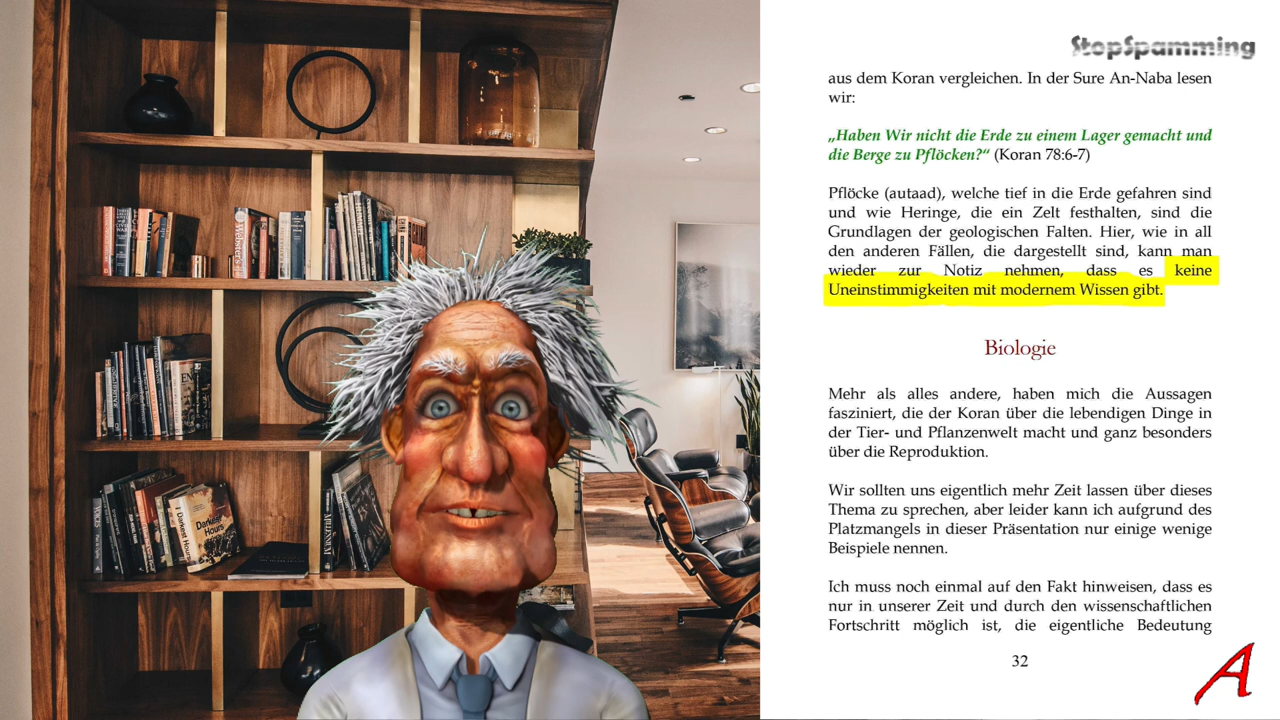 StopSpamming
aus dem Koran vergleichen. In der Sure An-Naba lesen
wir:
„Haben Wir nicht die Erde zu einem Lager gemacht und
die Berge zu Pflöcken?“ (Koran 78:6-7)
Pflöcke (autaad), welche tief in die Erde gefahren sind
und wie Heringe, die ein Zelt festhalten, sind die
Grundlagen der geologischen Falten. Hier, wie in all
den anderen Fällen, die dargestellt sind, kann man
wieder zur Notiz nehmen, dass es keine
Uneinstimmigkeiten mit modernem Wissen gibt.
Biologie
Mehr als alles andere, haben mich die Aussagen
fasziniert, die der Koran über die lebendigen Dinge in
der Tier- und Pflanzenwelt macht und ganz besonders
über die Reproduktion.
Wir sollten uns eigentlich mehr Zeit lassen über dieses
Thema zu sprechen, aber leider kann ich aufgrund des
Platzmangels in dieser Präsentation nur einige wenige
Beispiele nennen.
Ich muss noch einmal auf den Fakt hinweisen, dass es
nur in unserer Zeit und durch den wissenschaftlichen
Fortschritt möglich ist, die eigentliche Bedeutung
32
A
Darkest
Hours
Darkest Hours